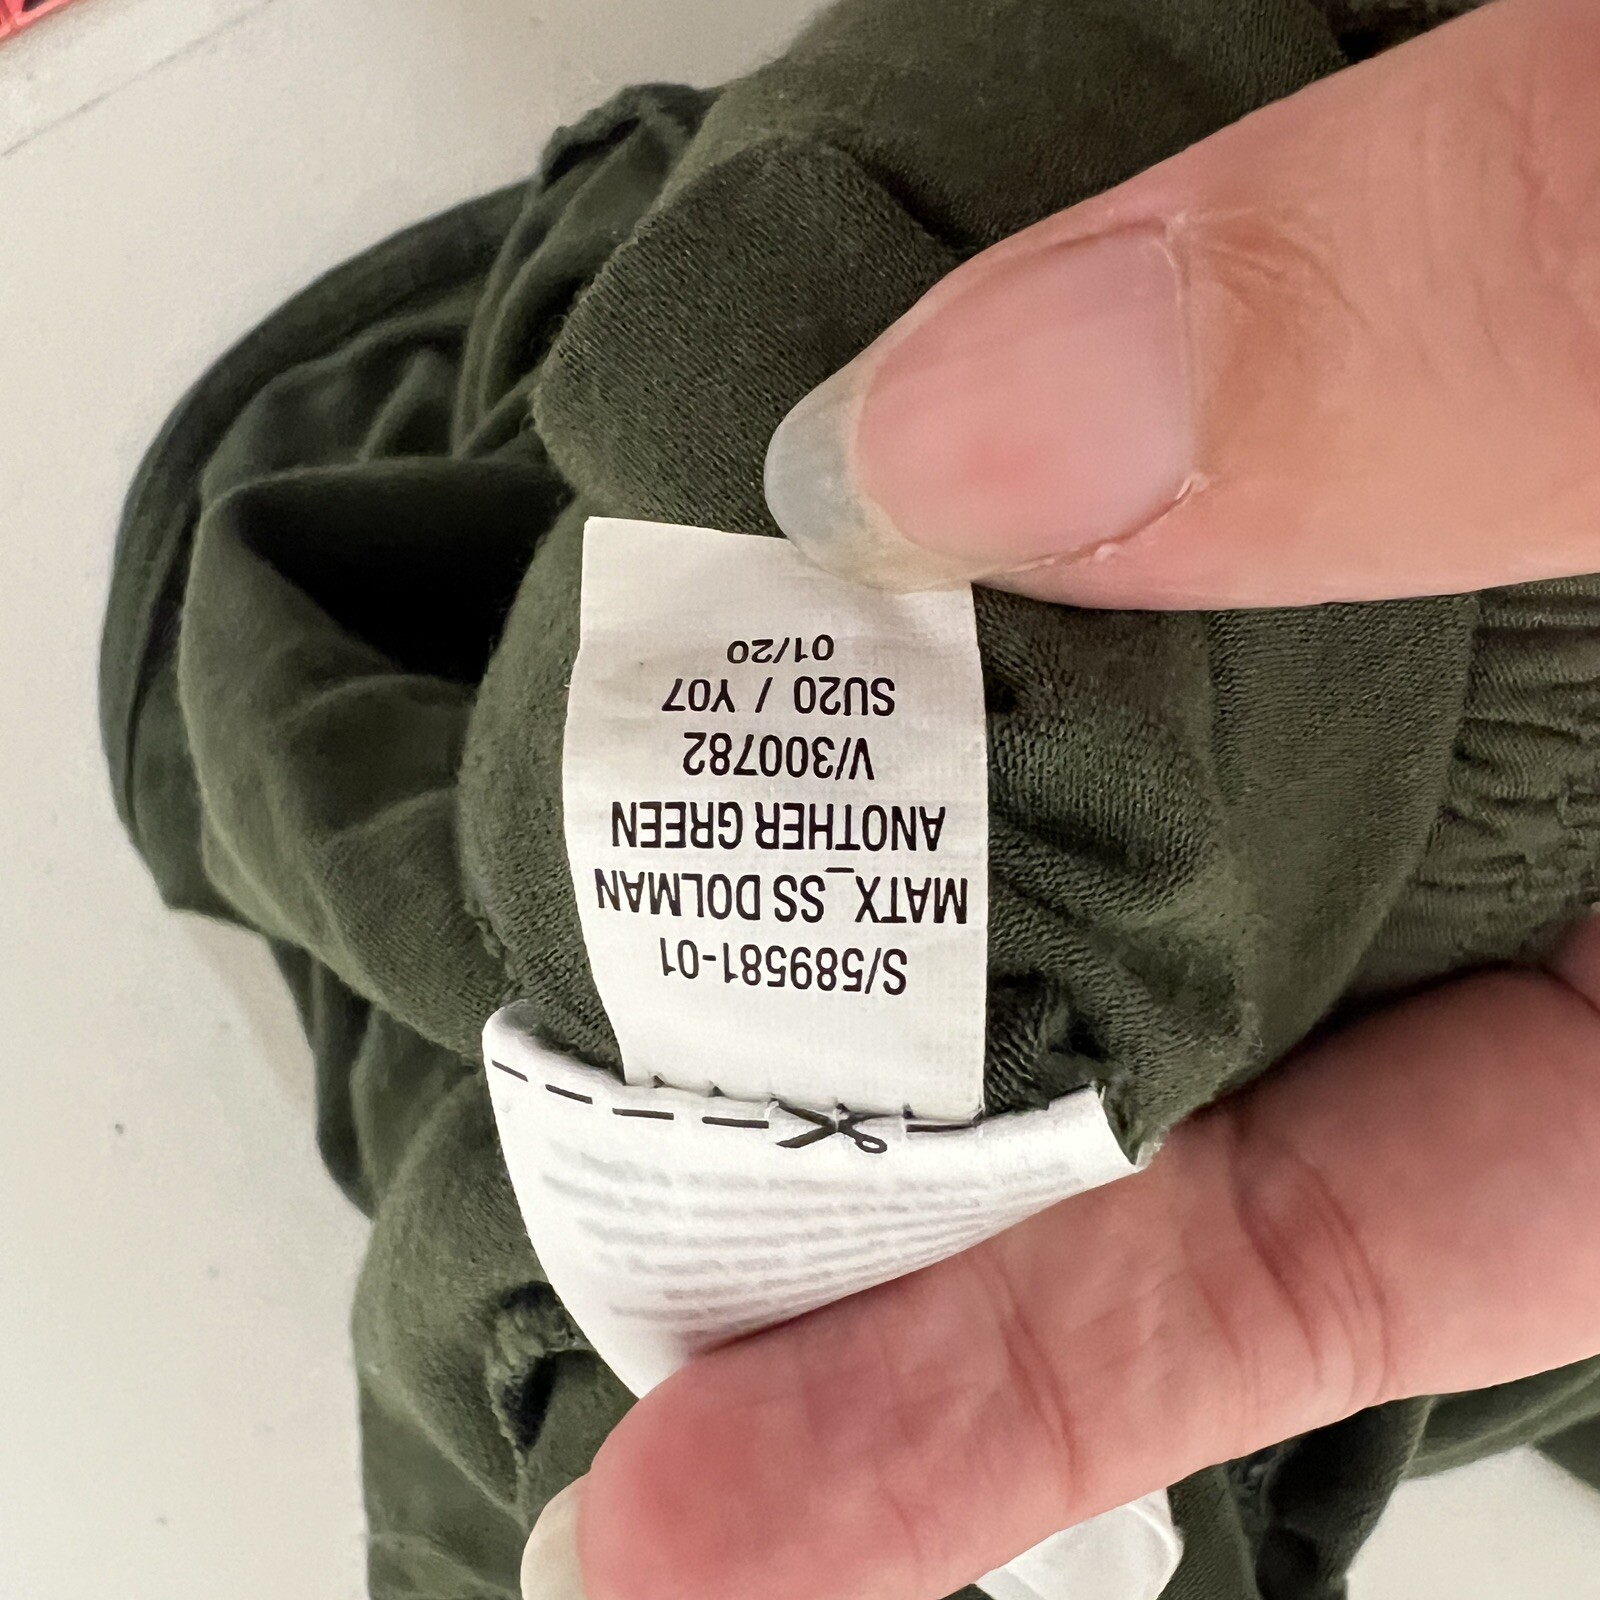 S/589581-01
MATX_SS DOLMAN
ANOTHER GREEN
V/300782
SU20 / Y07
01/20